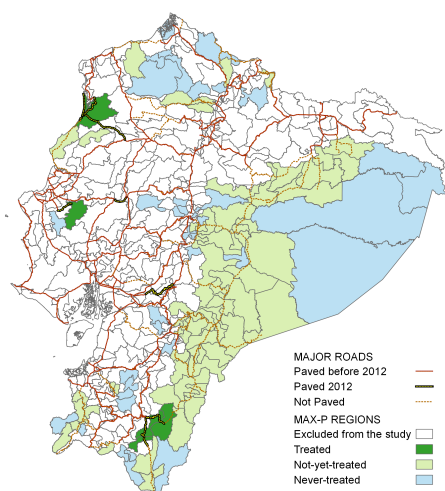 MAJOR ROADS
Paved before 2012
Paved 2012
Not Paved
MAX-P REGIONS
Excluded from the study
Treated
Not-yet-treated
Never-treated